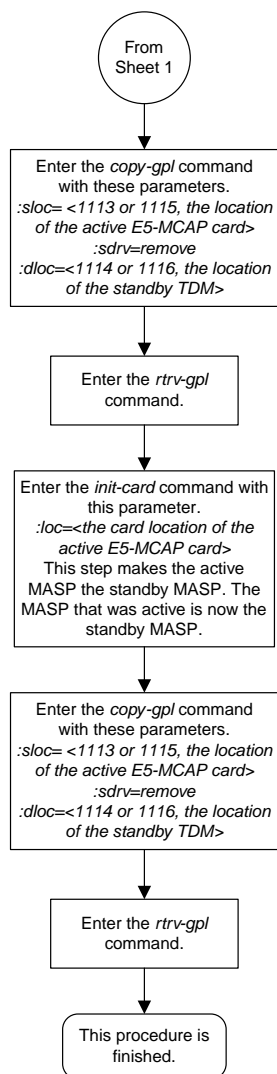 From
Sheet 1
Enter the copy-gpl command
with these parameters.
:sloc= <1113 or 1115, the location
of the active E5-MCAP card>
:sdrv=remove
:dloc=<1114 or 1116, the location
of the standby TDM>
Enter the rtrv-gpl
command.
Enter the init-card command with
this parameter.
:loc=<the card location of the
active E5-MCAP card>
This step makes the active
MASP the standby MASP. The
MASP that was active is now the
standby MASP.
Enter the copy-gpl command
with these parameters.
:sloc= <1113 or 1115, the location
of the active E5-MCAP card>
:sdrv=remove
:dloc=<1114 or 1116, the location
of the standby TDM>
Enter the rtrv-gpl
command.
This procedure is
finished.